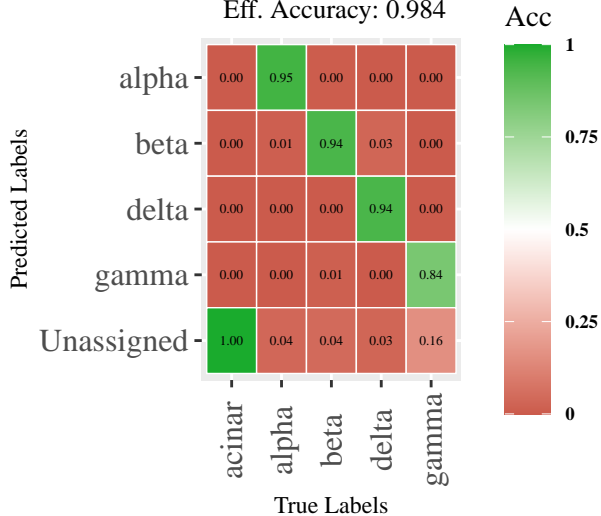 Eff. Accuracy: 0.984
Acc
Predicted Labels
alpha 0.00 0.95 0.00 0.00 0.00
beta 0.00 0.01 0.94 0.03 0.00
delta 0.00 0.00 0.00 0.94 0.00
gamma 0.00 0.00 0.01 0.00 0.84
Unassigned 1.00 0.04 0.04 0.03 0.16
acinar alpha beta delta gamma
True Labels
1
0.75
0.5
0.25
0